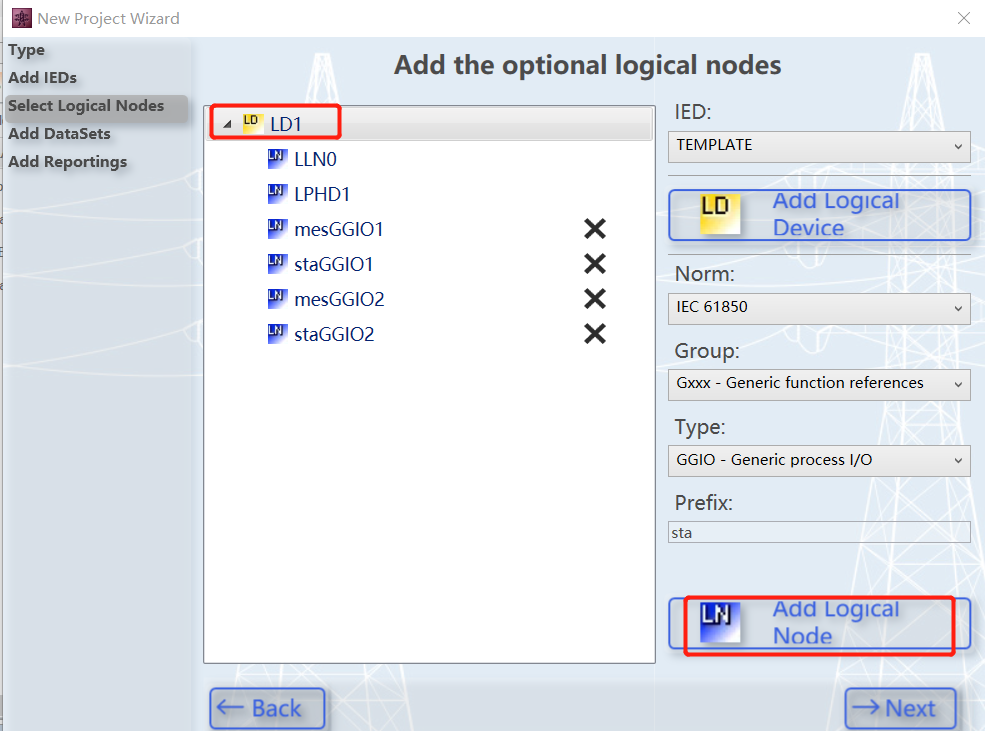 New Project Wizard
Type
Add IEDs
Select Logical Nodes
Add DataSets
Add Reportings
Add the optional logical nodes
LD LD1
LN LLN0
LN LPHD1
LN mesGGIO1
LN staGGIO1
LN mesGGIO2
LN staGGIO2
IED:
TEMPLATE
LD Add Logical
Device
Norm:
IEC 61850
Group:
Gxxx - Generic function references
Type:
GGIO - Generic process I/O
Prefix:
sta
LN Add Logical
Node
Back
Next